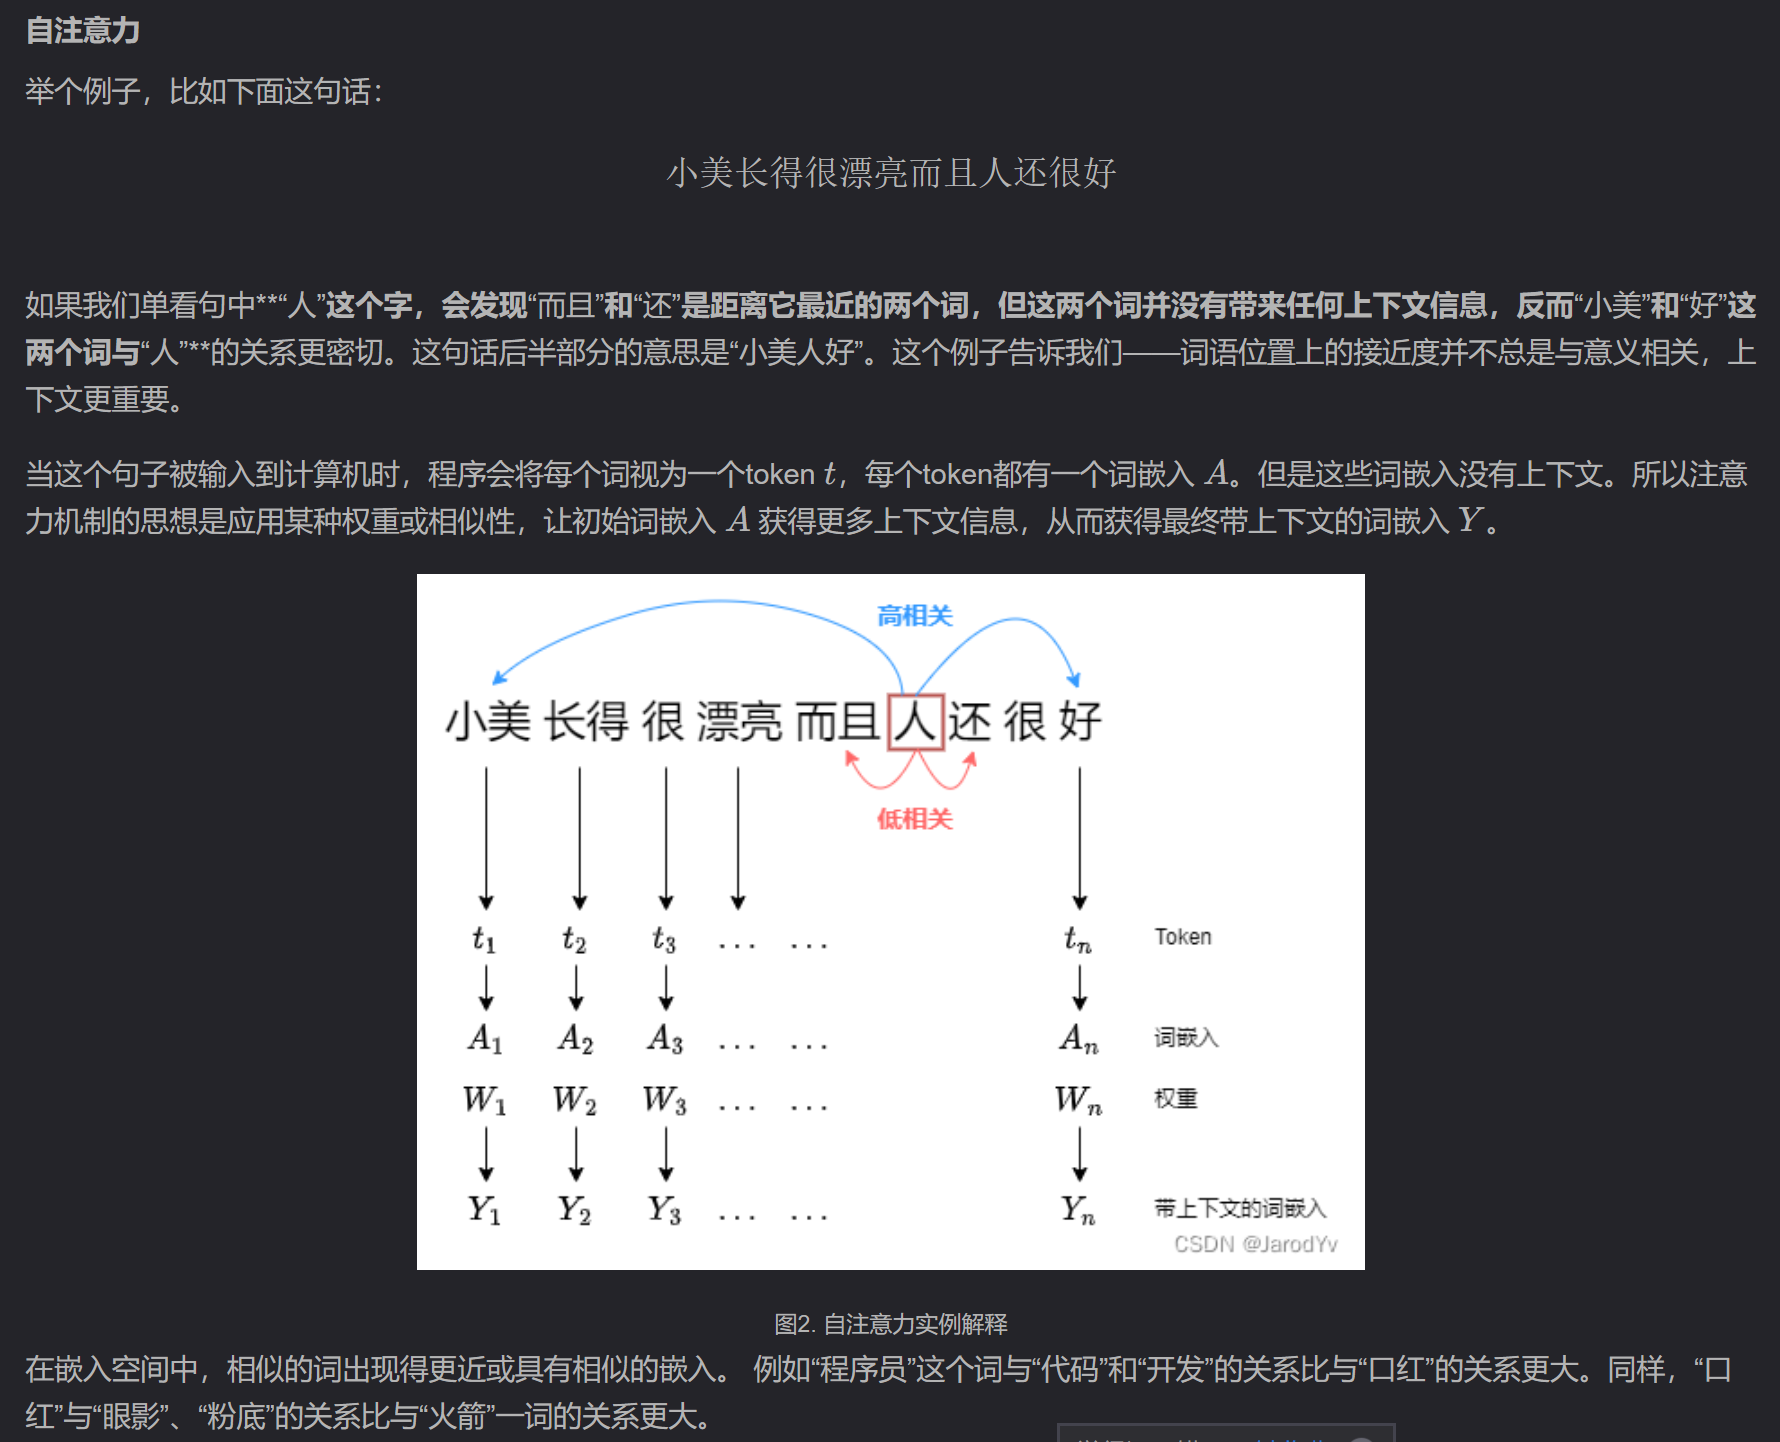 自注意力
举个例子，比如下面这句话：
小美长得很漂亮而且人还很好
如果我们单看句中**“人”这个字，会发现“而且”和“还”是距离它最近的两个词，但这两个词并没有带来任何上下文信息，反而“小美”和“好”这
两个词与“人”**的关系更密切。这句话后半部分的意思是“小美人好”。这个例子告诉我们——词语位置上的接近度并不总是与意义相关，上
下文更重要。
当这个句子被输入到计算机时，程序会将每个词视为一个token t，每个token都有一个词嵌入 A。但是这些词嵌入没有上下文。所以注意
力机制的思想是应用某种权重或相似性，让初始词嵌入 A 获得更多上下文信息，从而获得最终带上下文的词嵌入 Y。
高相关
小美 长得 很 漂亮 而且 人 还 很 好
低相关
t₁ t₂ t₃ ... ... tₙ Token
A₁ A₂ A₃ ... ... Aₙ 词嵌入
W₁ W₂ W₃ ... ... Wₙ 权重
Y₁ Y₂ Y₃ ... ... Yₙ 带上下文的词嵌入
CSDN @JarodYv
图2. 自注意力实例解释
在嵌入空间中，相似的词出现得更近或具有相似的嵌入。 例如“程序员”这个词与“代码”和“开发”的关系比与“口红”的关系更大。同样，“口
红”与“眼影”、“粉底”的关系比与“火箭”一词的关系更大。